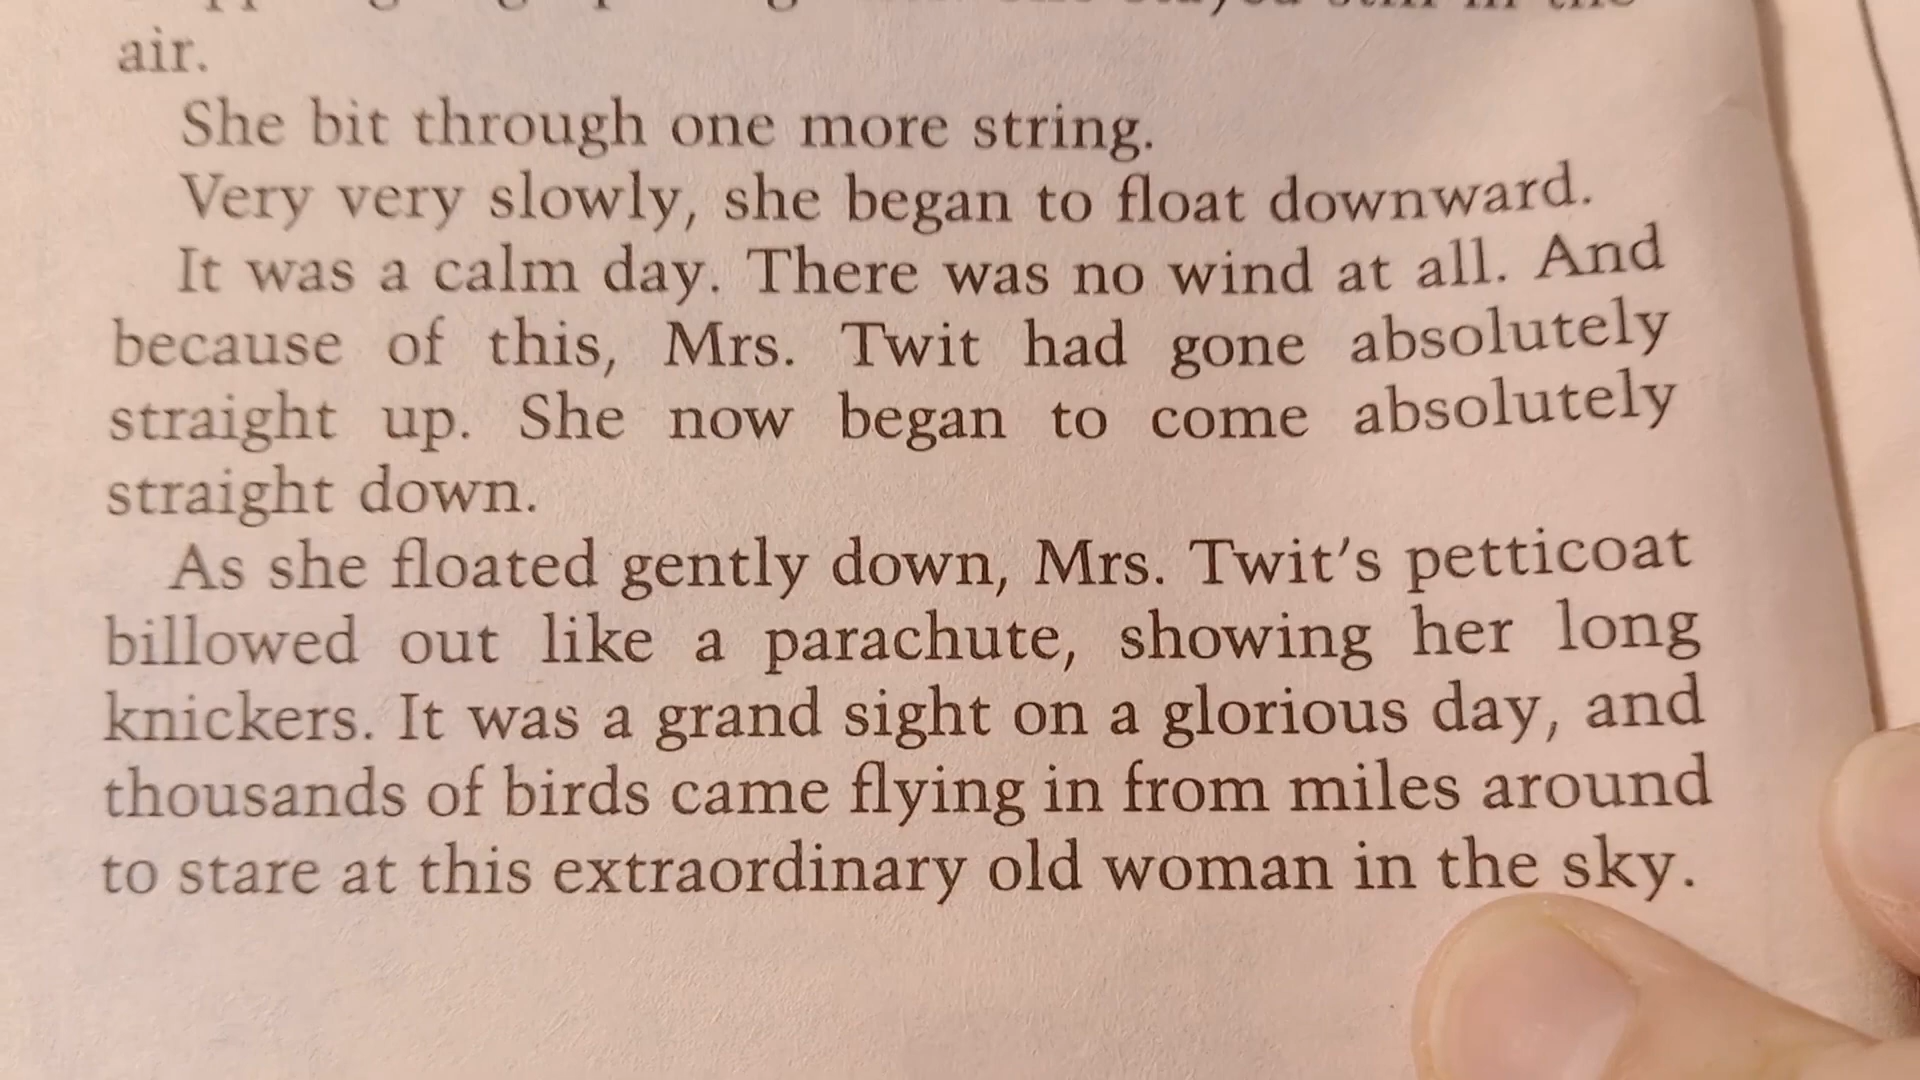 stayed still in the
air.
She bit through one more string.
Very very slowly, she began to float downward.
It was a calm day. There was no wind at all. And
because of this, Mrs. Twit had gone absolutely
straight up. She now began to come absolutely
straight down.
As she floated gently down, Mrs. Twit's petticoat
billowed out like a parachute, showing her long
knickers. It was a grand sight on a glorious day, and
thousands of birds came flying in from miles around
to stare at this extraordinary old woman in the sky.